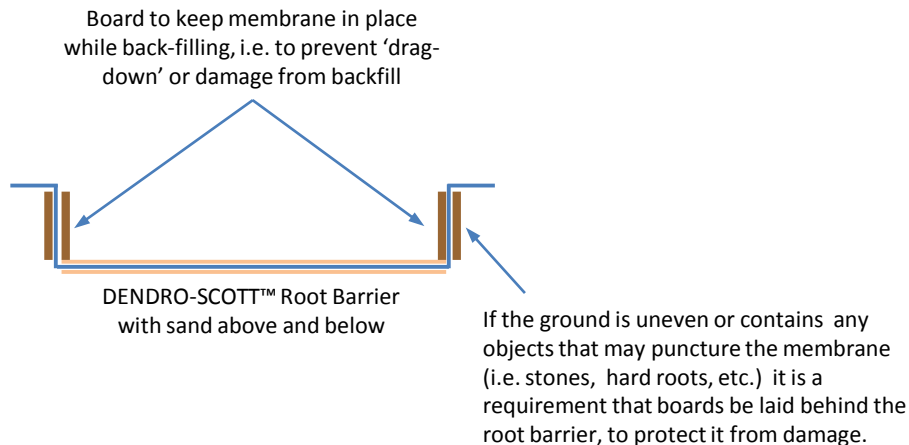 Board to keep membrane in place
while back-filling, i.e. to prevent ‘drag-
down’ or damage from backfill
DENDRO-SCOTT™ Root Barrier
with sand above and below
If the ground is uneven or contains any
objects that may puncture the membrane
(i.e. stones, hard roots, etc.) it is a
requirement that boards be laid behind the
root barrier, to protect it from damage.